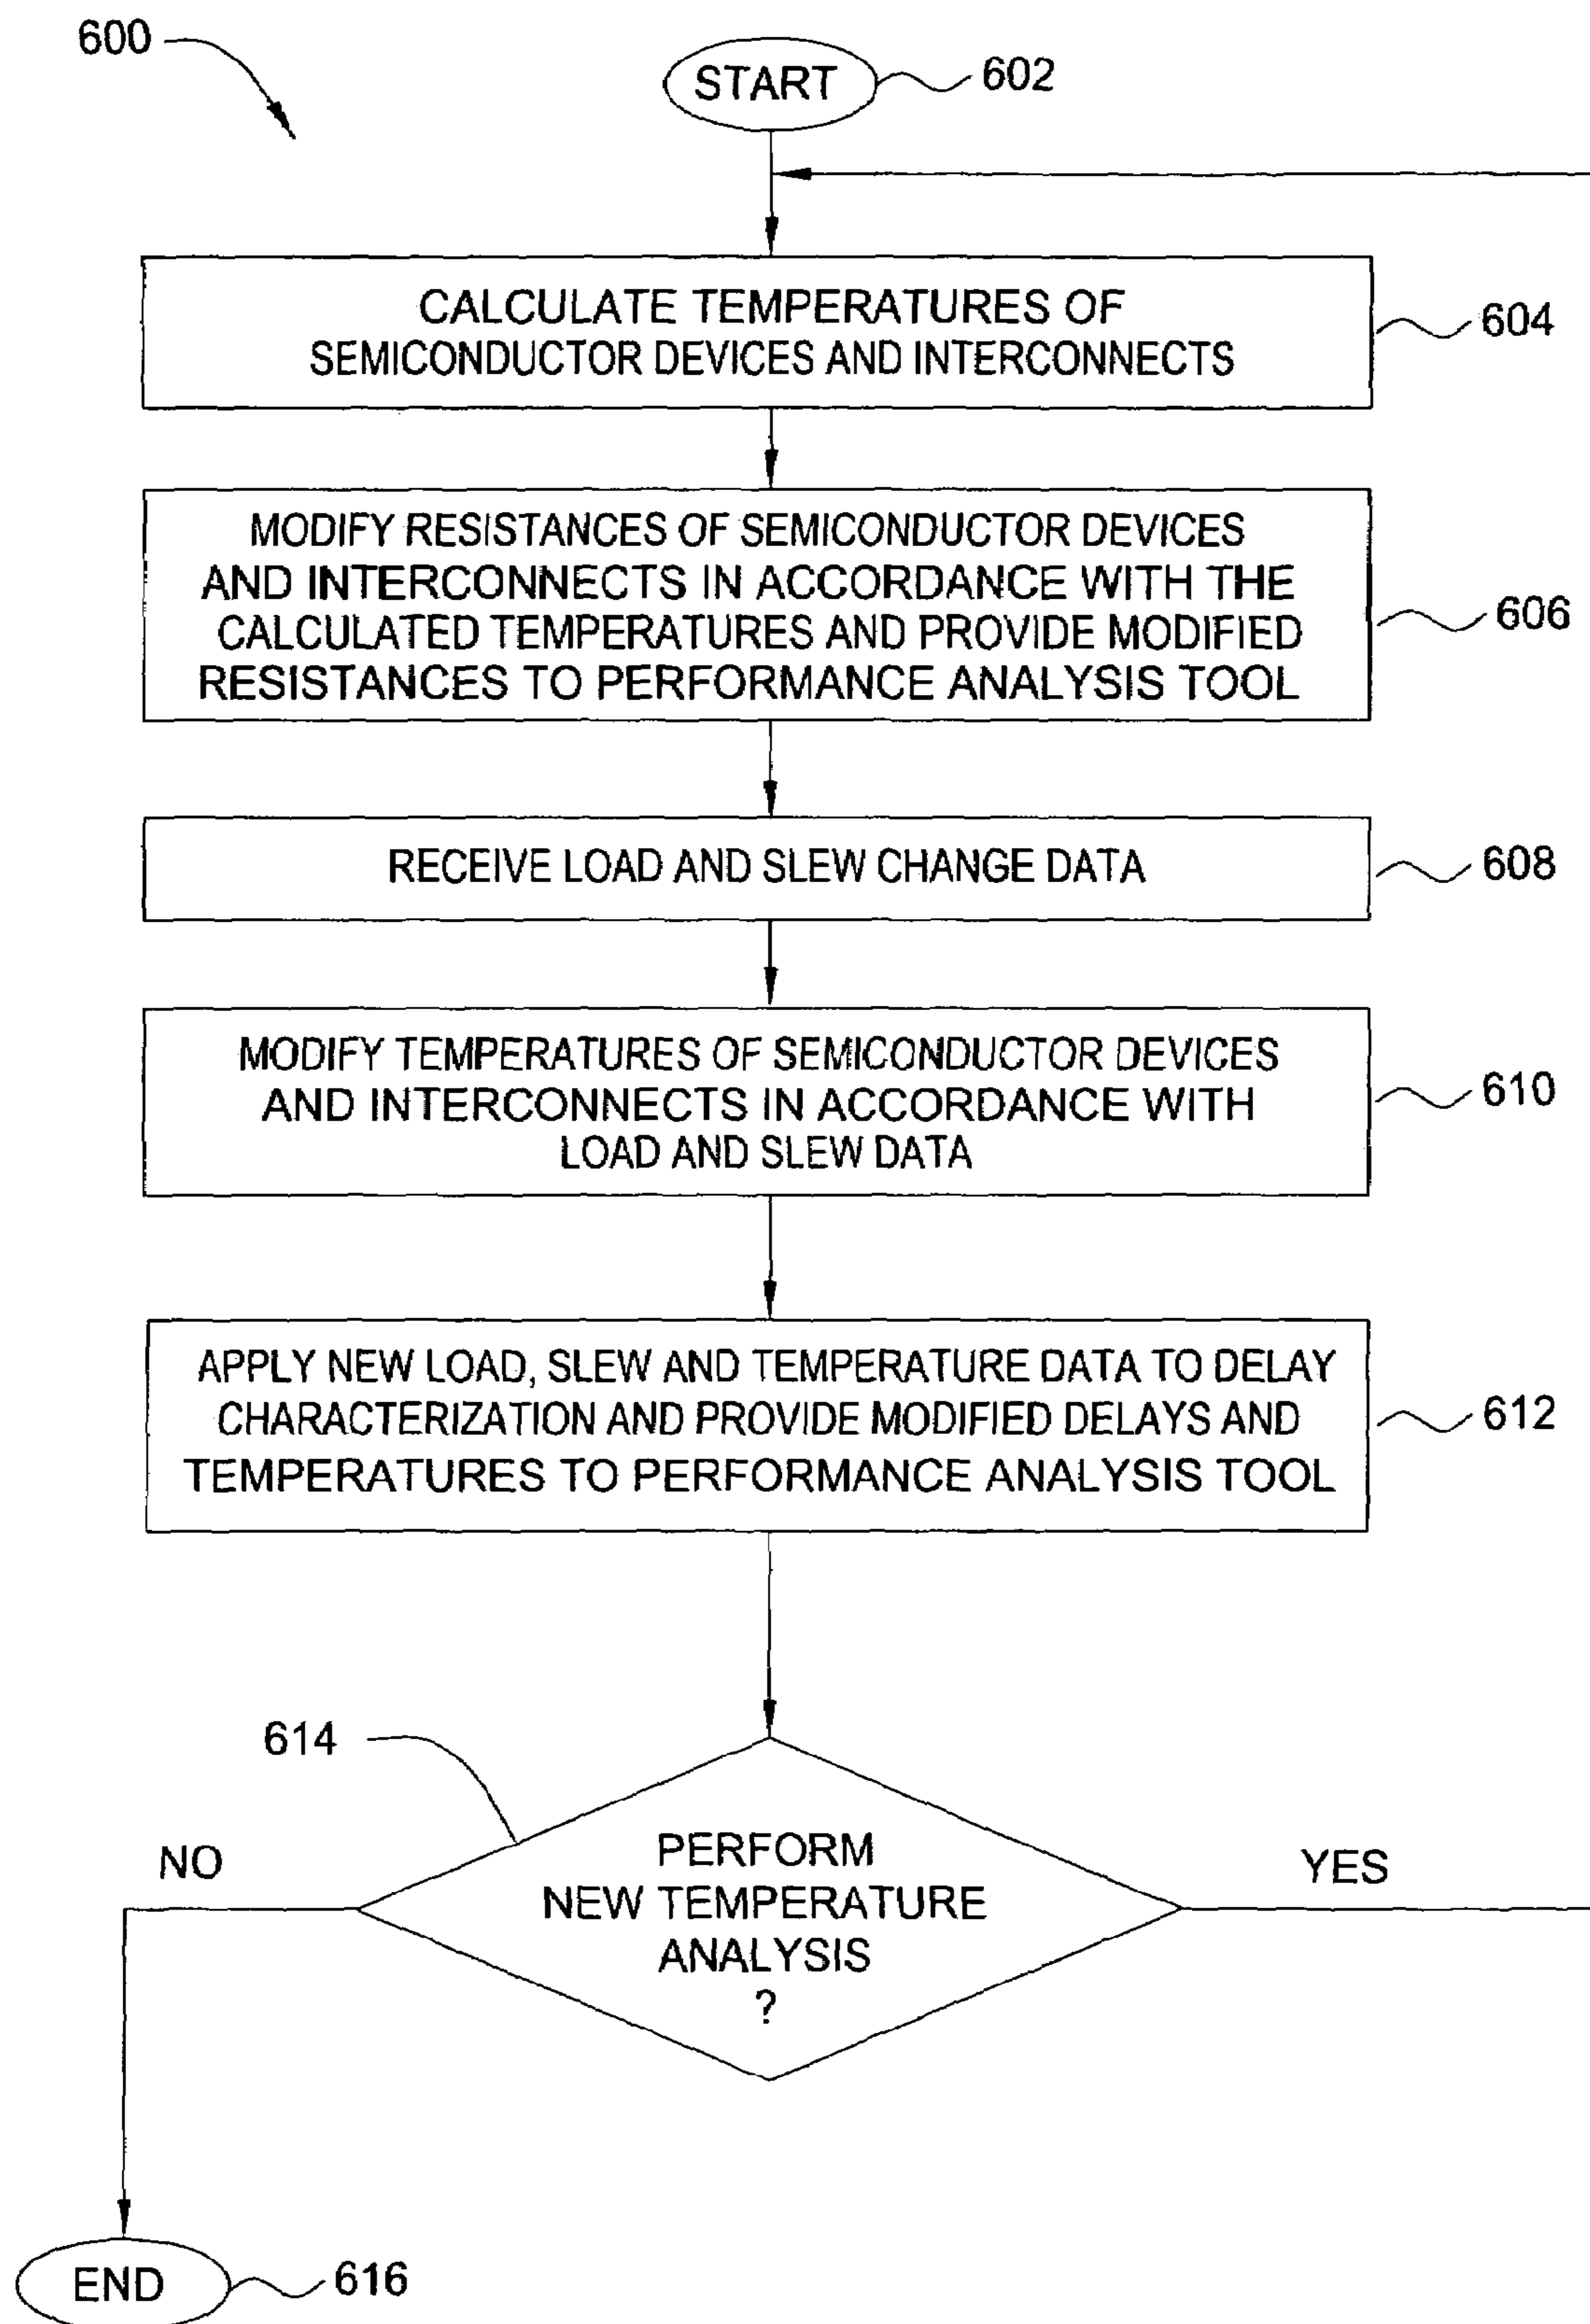 600
START
602
CALCULATE TEMPERATURES OF
SEMICONDUCTOR DEVICES AND INTERCONNECTS
604
MODIFY RESISTANCES OF SEMICONDUCTOR DEVICES
AND INTERCONNECTS IN ACCORDANCE WITH THE
CALCULATED TEMPERATURES AND PROVIDE MODIFIED
RESISTANCES TO PERFORMANCE ANALYSIS TOOL
606
RECEIVE LOAD AND SLEW CHANGE DATA
608
MODIFY TEMPERATURES OF SEMICONDUCTOR DEVICES
AND INTERCONNECTS IN ACCORDANCE WITH
LOAD AND SLEW DATA
610
APPLY NEW LOAD, SLEW AND TEMPERATURE DATA TO DELAY
CHARACTERIZATION AND PROVIDE MODIFIED DELAYS AND
TEMPERATURES TO PERFORMANCE ANALYSIS TOOL
612
614
NO
PERFORM
NEW TEMPERATURE
ANALYSIS
?
YES
END
616